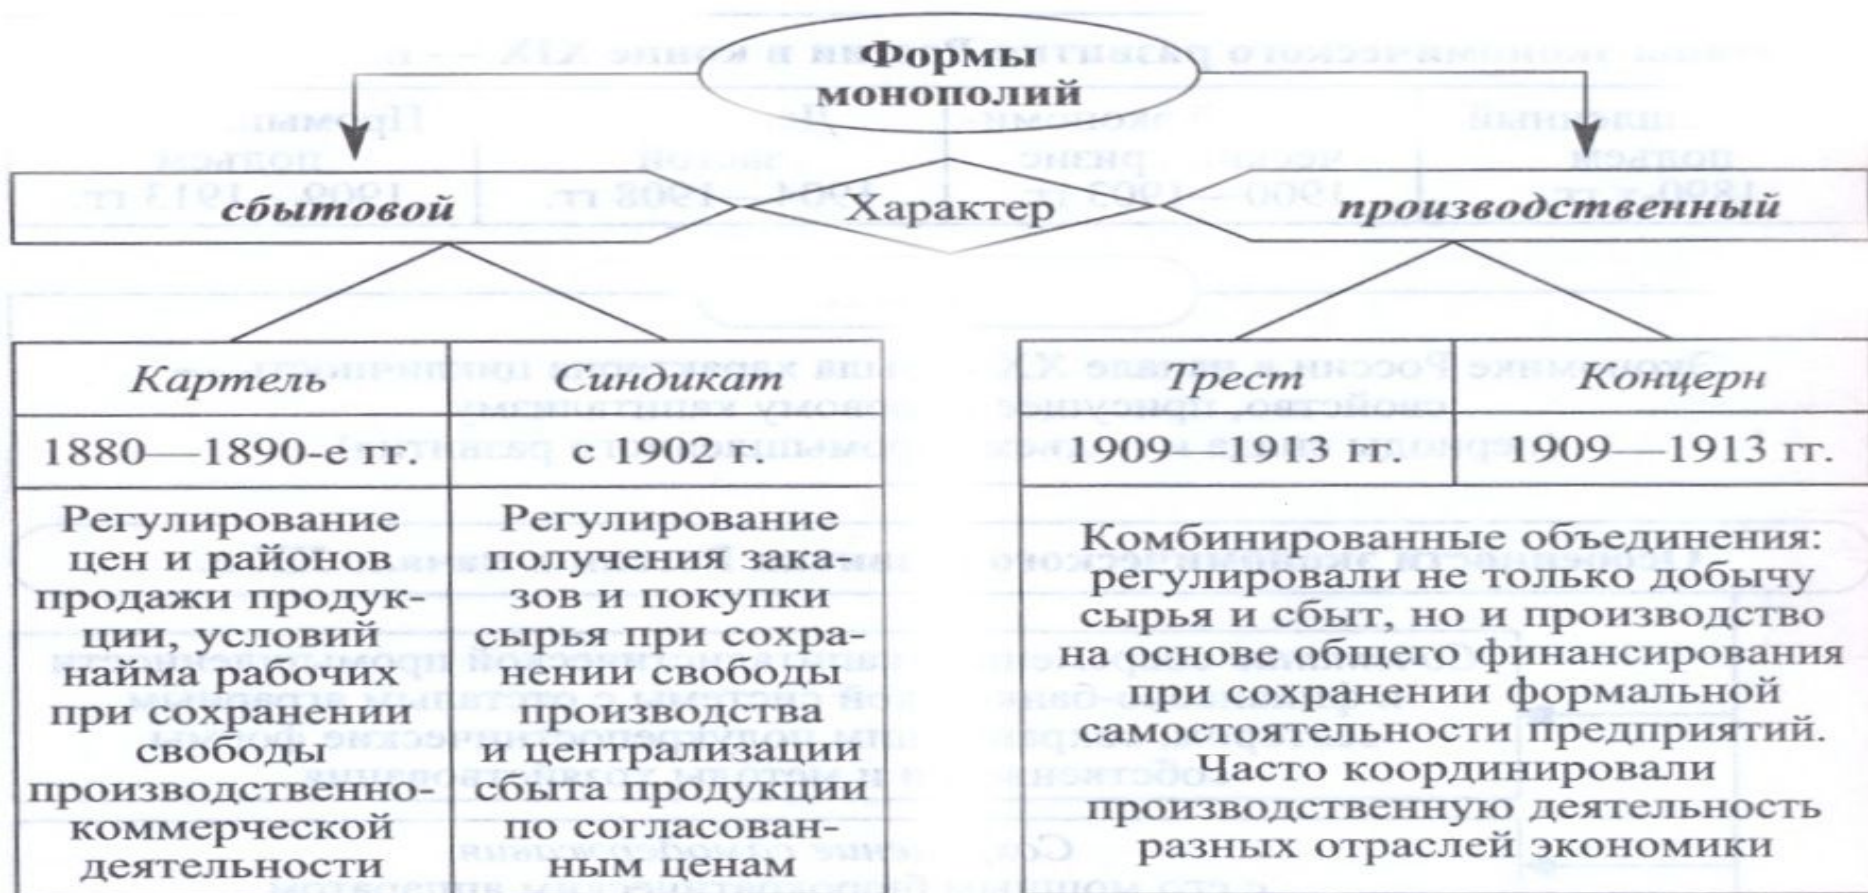 Формы
монополий
сбытовой
Характер
производственный
Картель
1880—1890-е гг.
Регулирование
цен и районов
продажи продук-
ции, условий
найма рабочих
при сохранении
свободы
производственно-
коммерческой
деятельности
Синдикат
с 1902 г.
Регулирование
получения зака-
зов и покупки
сырья при сохра-
нении свободы
производства
и централизации
сбыта продукции
по согласован-
ным ценам
Трест
1909—1913 гг.
Концерн
1909—1913 гг.
Комбинированные объединения:
регулировали не только добычу
сырья и сбыт, но и производство
на основе общего финансирования
при сохранении формальной
самостоятельности предприятий.
Часто координировали
производственную деятельность
разных отраслей экономики